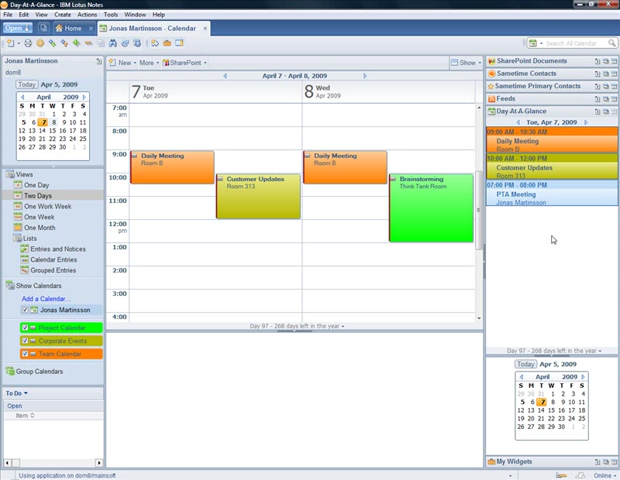 Day-At-A-Glance - IBM Lotus Notes
File Edit View Create Actions Tools Window Help
Open Home Jonas Martinsson - Calendar
Search All Calendar
Jonas Martinsson
dom8
Today Apr 5, 2009
April 2009
S M T W T F S
29 30 31 1 2 3 4
5 6 7 8 9 10 11
12 13 14 15 16 17 18
19 20 21 22 23 24 25
26 27 28 29 30 1 2
Views
One Day
Two Days
One Work Week
One Week
One Month
Lists
Entries and Notices
Calendar Entries
Grouped Entries
Show Calendars
Add a Calendar...
Jonas Martinsson
Project Calendar
Corporate Events
Team Calendar
Group Calendars
To Do
Open
Item
New More SharePoint Show
April 7 - April 8, 2009
7 Tue
Apr 2009
8 Wed
Apr 2009
7:00
am
8:00
9:00
10:00
11:00
12:00
pm
1:00
2:00
3:00
4:00
Daily Meeting
Room B
Customer Updates
Room 313
Daily Meeting
Room B
Brainstorming
Think Tank Room
Day 97 - 268 days left in the year
SharePoint Documents
Sametime Contacts
Sametime Primary Contacts
Feeds
Day-At-A-Glance
Tue, Apr 7, 2009
09:00 AM - 10:30 AM
Daily Meeting
Room B
10:00 AM - 12:00 PM
Customer Updates
Room 313
07:00 PM - 08:00 PM
PTA Meeting
Jonas Martinsson
Day 97 - 268 days left in the year
Today Apr 5, 2009
April 2009
S M T W T F S
29 30 31 1 2 3 4
5 6 7 8 9 10 11
12 13 14 15 16 17 18
19 20 21 22 23 24 25
26 27 28 29 30 1 2
My Widgets
Using application on dom8/mainsoft
Online